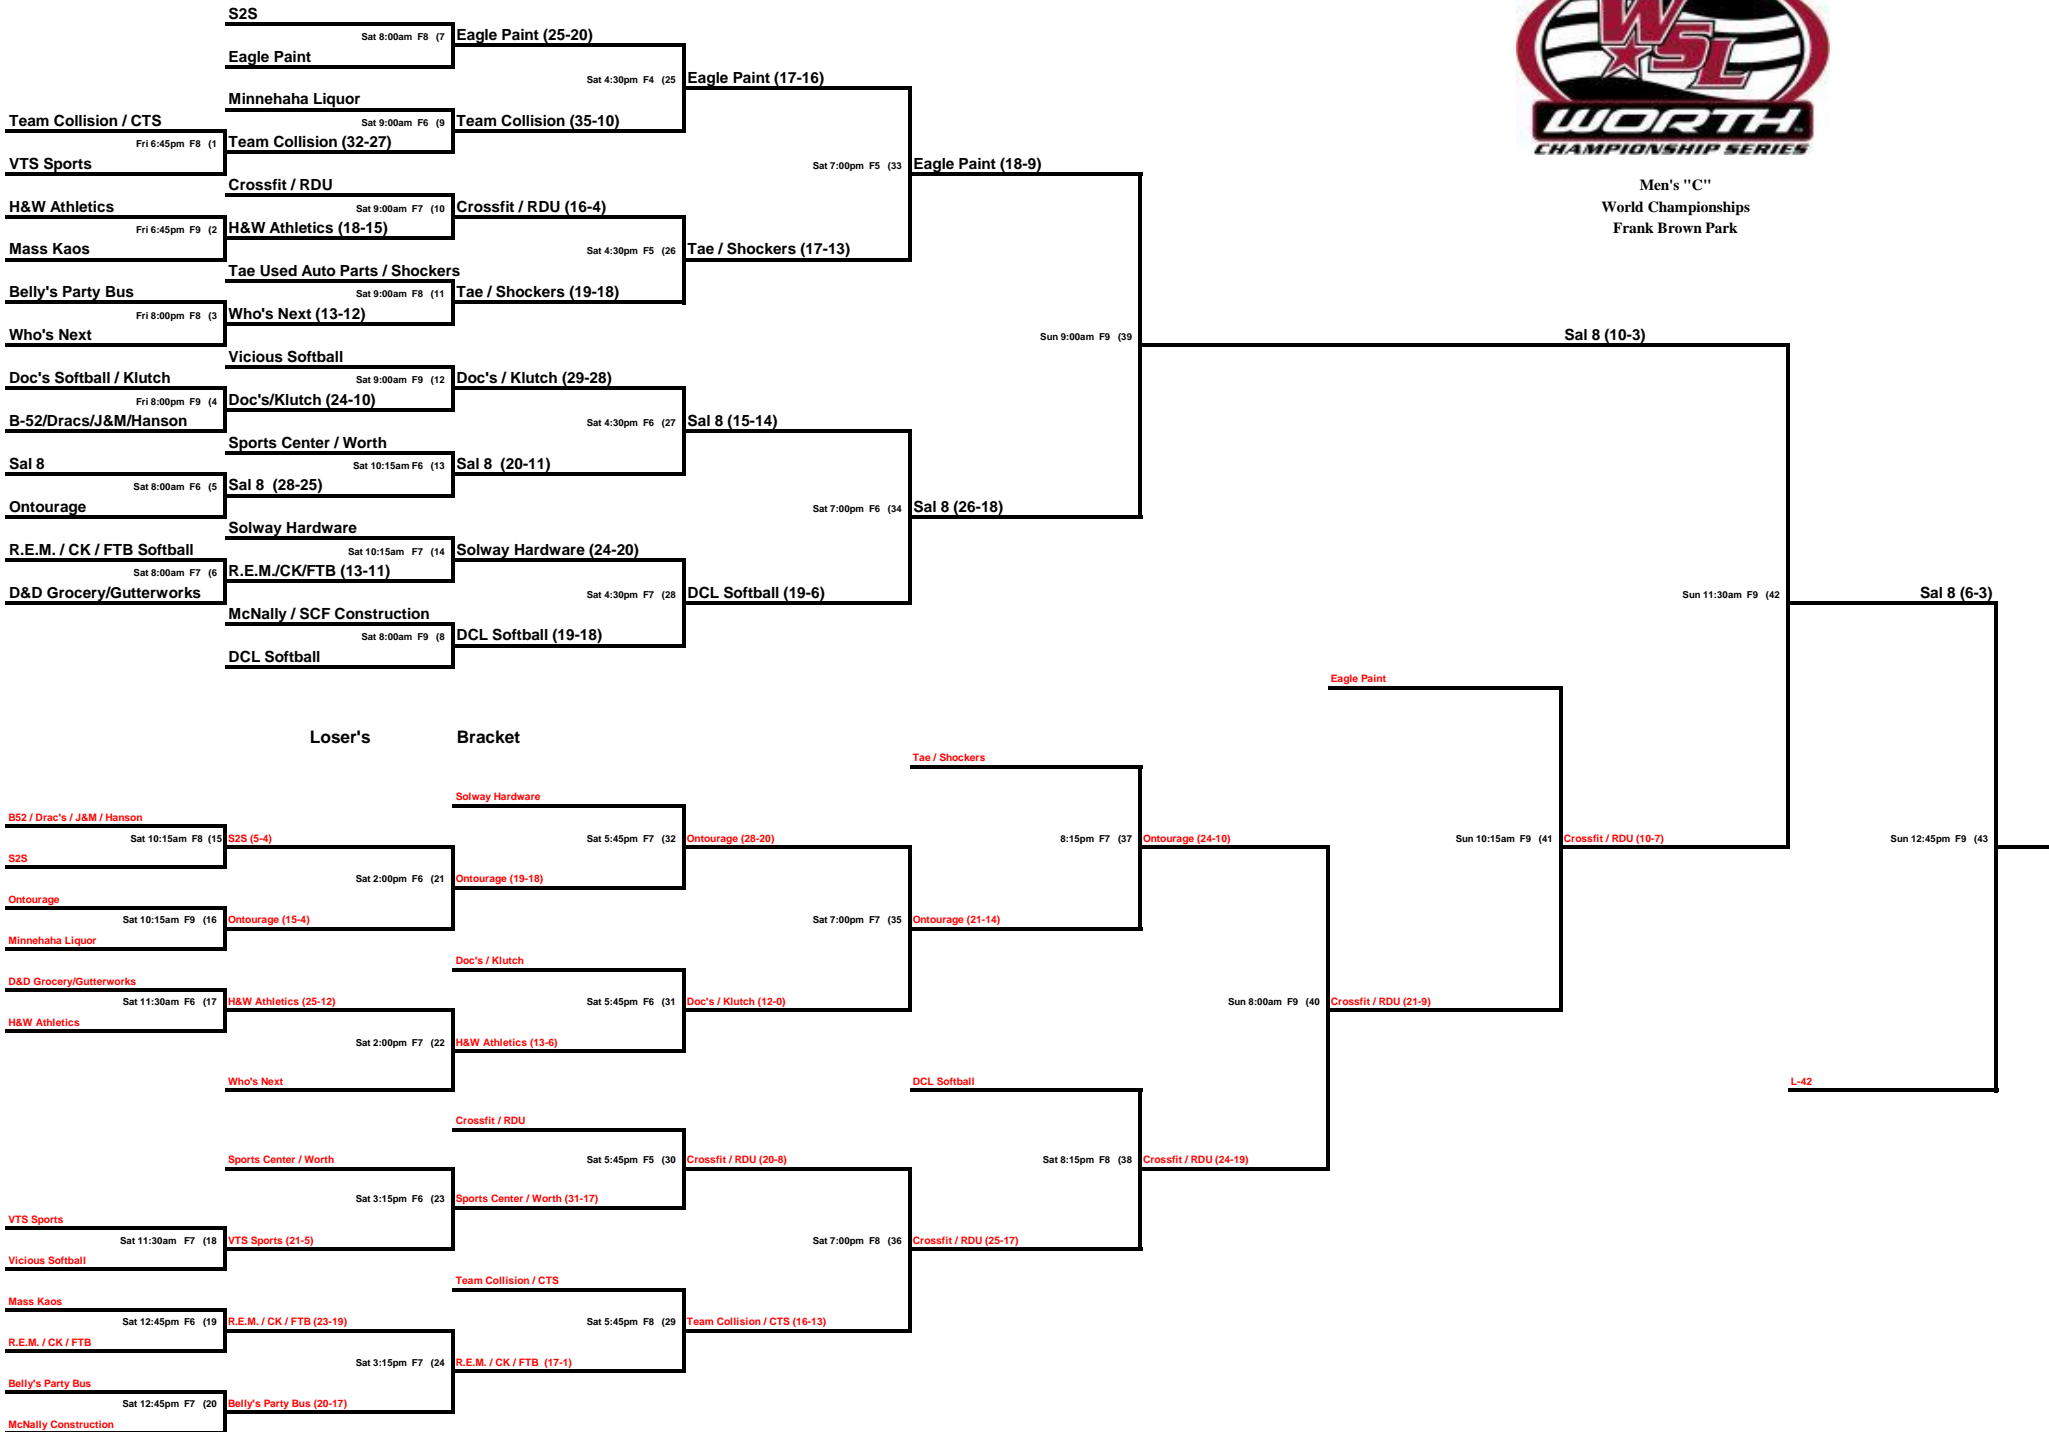 S2S
Sat 8:00am F8 (7
Eagle Paint (25-20)
Eagle Paint
Sat 4:30pm F4 (25
Eagle Paint (17-16)
Minnehaha Liquor
Team Collision / CTS
Sat 9:00am F6 (9
Team Collision (35-10)
Fri 6:45pm F8 (1
Team Collision (32-27)
VTS Sports
Sat 7:00pm F5 (33
Eagle Paint (18-9)
Crossfit / RDU
H&W Athletics
Sat 9:00am F7 (10
Crossfit / RDU (16-4)
Fri 6:45pm F9 (2
H&W Athletics (18-15)
Mass Kaos
Sat 4:30pm F5 (26
Tae / Shockers (17-13)
Tae Used Auto Parts / Shockers
Belly's Party Bus
Sat 9:00am F8 (11
Tae / Shockers (19-18)
Fri 8:00pm F8 (3
Who's Next (13-12)
Who's Next
Sun 9:00am F9 (39
Sal 8 (10-3)
Vicious Softball
Doc's Softball / Klutch
Sat 9:00am F9 (12
Doc's / Klutch (29-28)
Fri 8:00pm F9 (4
Doc's/Klutch (24-10)
B-52/Dracs/J&M/Hanson
Sat 4:30pm F6 (27
Sal 8 (15-14)
Sports Center / Worth
Sal 8
Sat 10:15am F6 (13
Sal 8 (20-11)
Sat 8:00am F6 (5
Sal 8 (28-25)
Ontourage
Sat 7:00pm F6 (34
Sal 8 (26-18)
Solway Hardware
R.E.M. / CK / FTB Softball
Sat 10:15am F7 (14
Solway Hardware (24-20)
Sat 8:00am F7 (6
R.E.M./CK/FTB (13-11)
D&D Grocery/Gutterworks
Sat 4:30pm F7 (28
DCL Softball (19-6)
Sun 11:30am F9 (42
Sal 8 (6-3)
McNally / SCF Construction
Sat 8:00am F9 (8
DCL Softball (19-18)
DCL Softball
WSL
WORTH
CHAMPIONSHIP SERIES
Men's "C"
World Championships
Frank Brown Park
Eagle Paint
Loser's Bracket
Tae / Shockers
Solway Hardware
B52 / Drac's / J&M / Hanson
Sat 10:15am F8 (15
S2S (5-4)
Sat 5:45pm F7 (32
Ontourage (28-20)
8:15pm F7 (37
Ontourage (24-10)
Sun 10:15am F9 (41
Crossfit / RDU (10-7)
Sun 12:45pm F9 (43
S2S
Sat 2:00pm F6 (21
Ontourage (19-18)
Ontourage
Sat 10:15am F9 (16
Ontourage (15-4)
Sat 7:00pm F7 (35
Ontourage (21-14)
Minnehaha Liquor
Doc's / Klutch
D&D Grocery/Gutterworks
Sat 11:30am F6 (17
H&W Athletics (25-12)
Sat 5:45pm F6 (31
Doc's / Klutch (12-0)
Sun 8:00am F9 (40
Crossfit / RDU (21-9)
H&W Athletics
Sat 2:00pm F7 (22
H&W Athletics (13-6)
Who's Next
DCL Softball
L-42
Crossfit / RDU
Sports Center / Worth
Sat 5:45pm F5 (30
Crossfit / RDU (20-8)
Sat 8:15pm F8 (38
Crossfit / RDU (24-19)
Sat 3:15pm F6 (23
Sports Center / Worth (31-17)
VTS Sports
Sat 11:30am F7 (18
VTS Sports (21-5)
Sat 7:00pm F8 (36
Crossfit / RDU (25-17)
Vicious Softball
Team Collision / CTS
Mass Kaos
Sat 12:45pm F6 (19
R.E.M. / CK / FTB (23-19)
Sat 5:45pm F8 (29
Team Collision / CTS (16-13)
R.E.M. / CK / FTB
Sat 3:15pm F7 (24
R.E.M. / CK / FTB (17-1)
Belly's Party Bus
Sat 12:45pm F7 (20
Belly's Party Bus (20-17)
McNally Construction